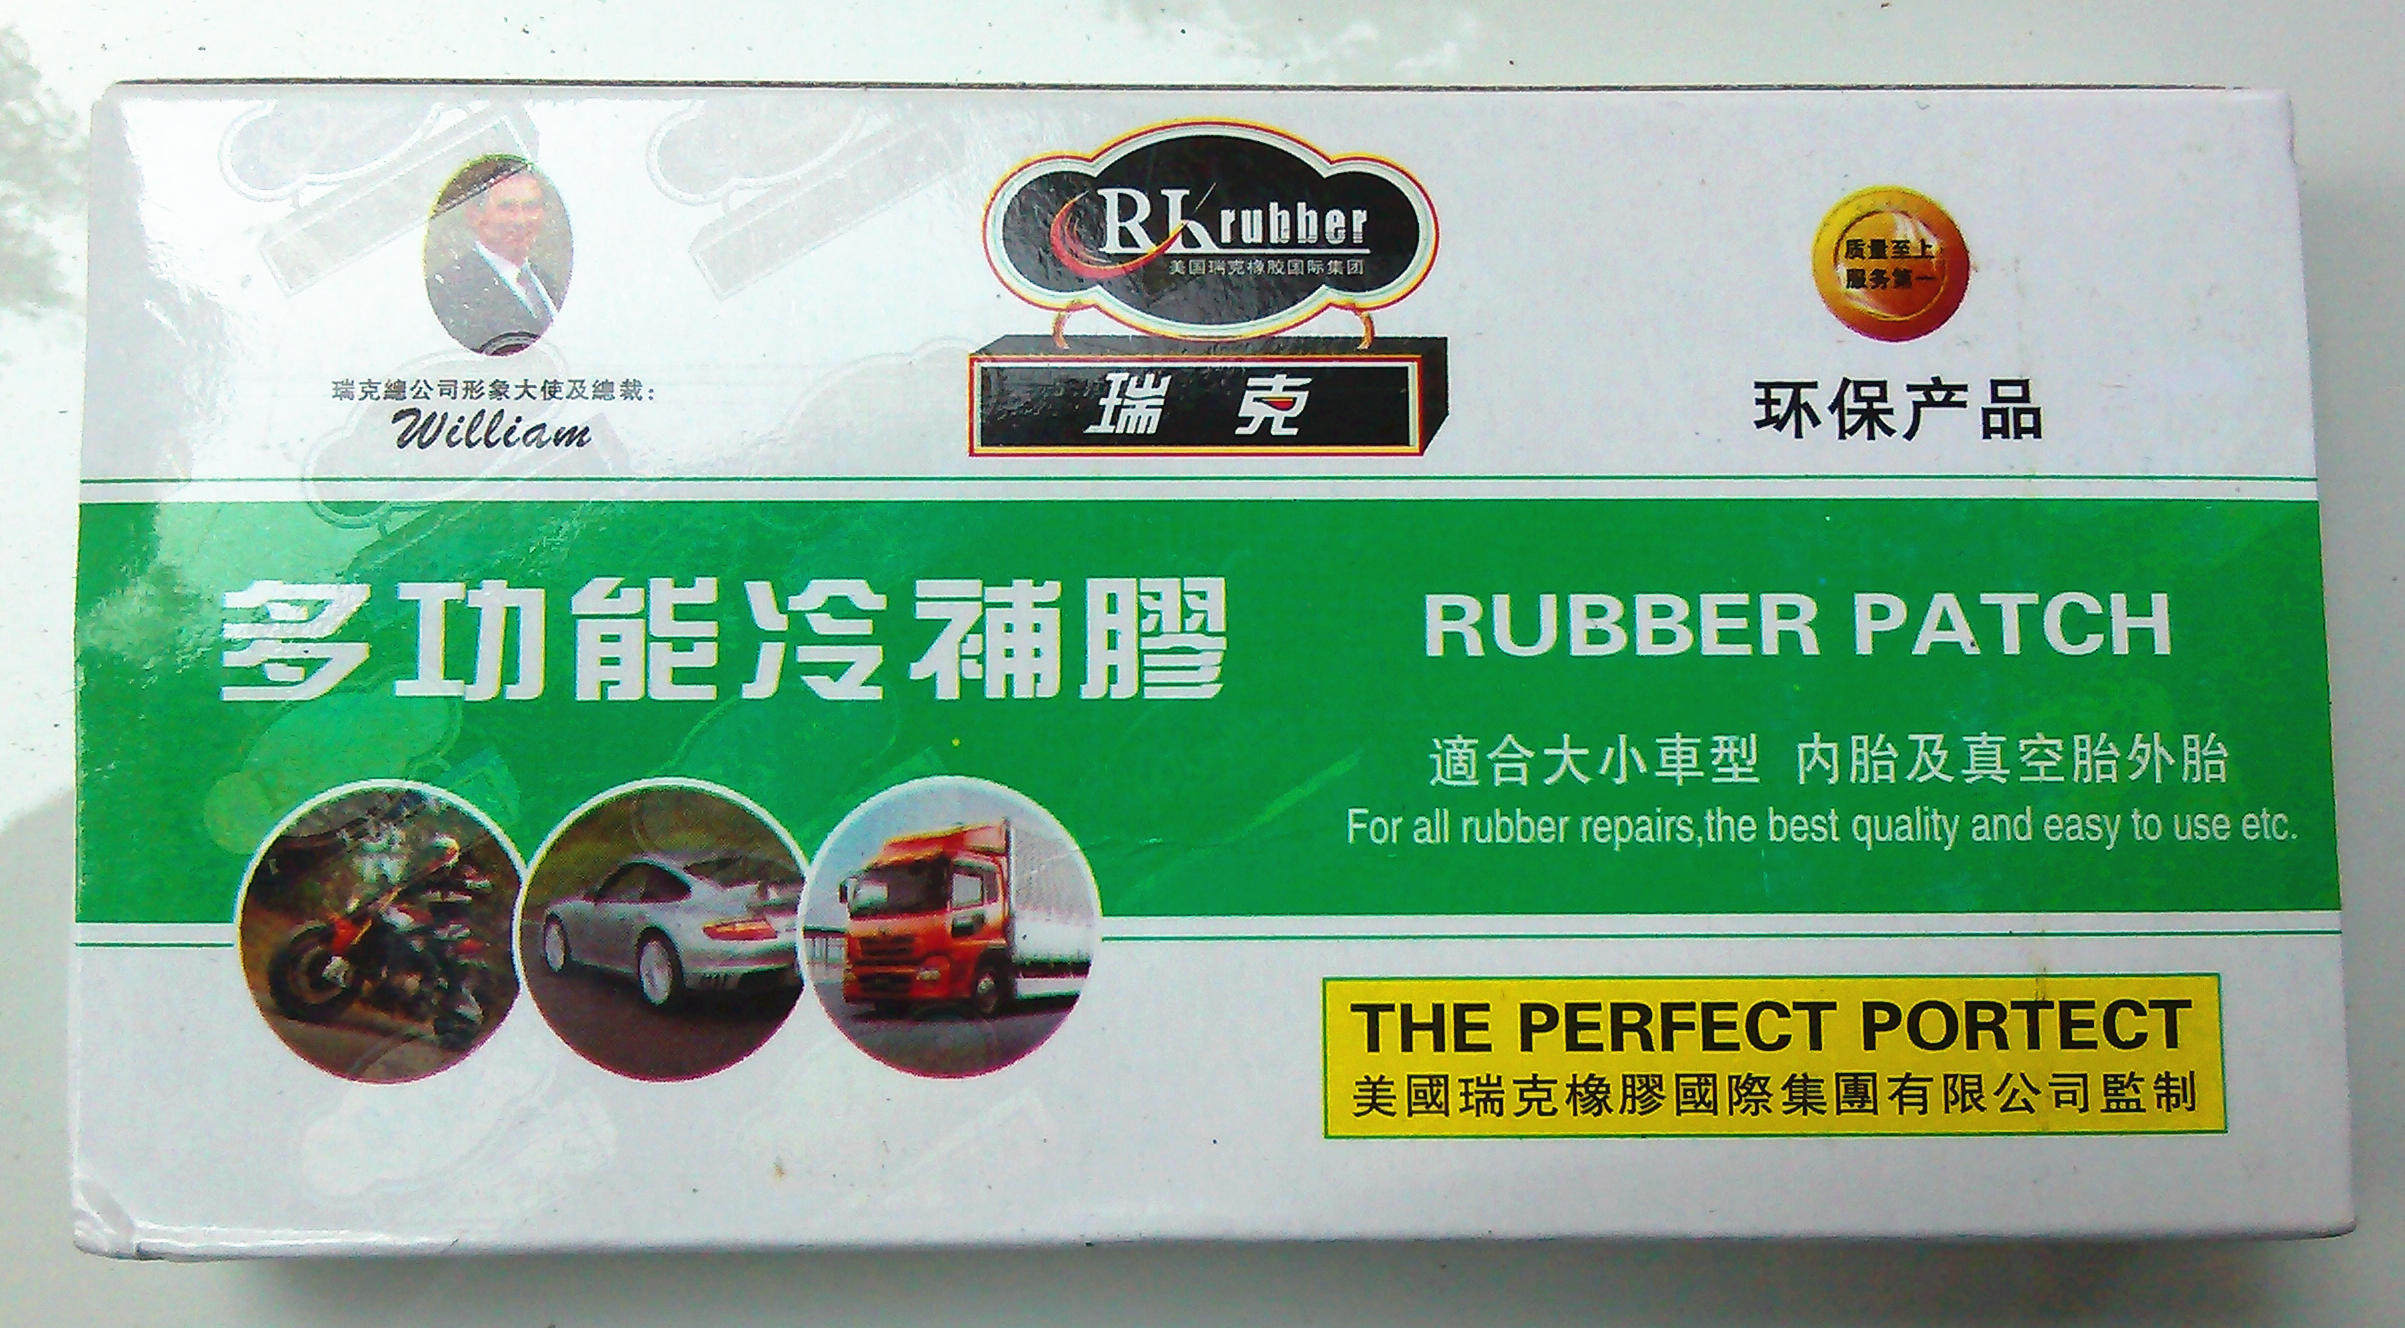 RK rubber
美国瑞克橡胶国际集团
瑞克
质量至上
服务第一
瑞克總公司形象大使及總裁：
William
环保产品
多功能冷補膠
RUBBER PATCH
適合大小車型 内胎及真空胎外胎
For all rubber repairs,the best quality and easy to use etc.
THE PERFECT PORTECT
美國瑞克橡膠國際集團有限公司監制